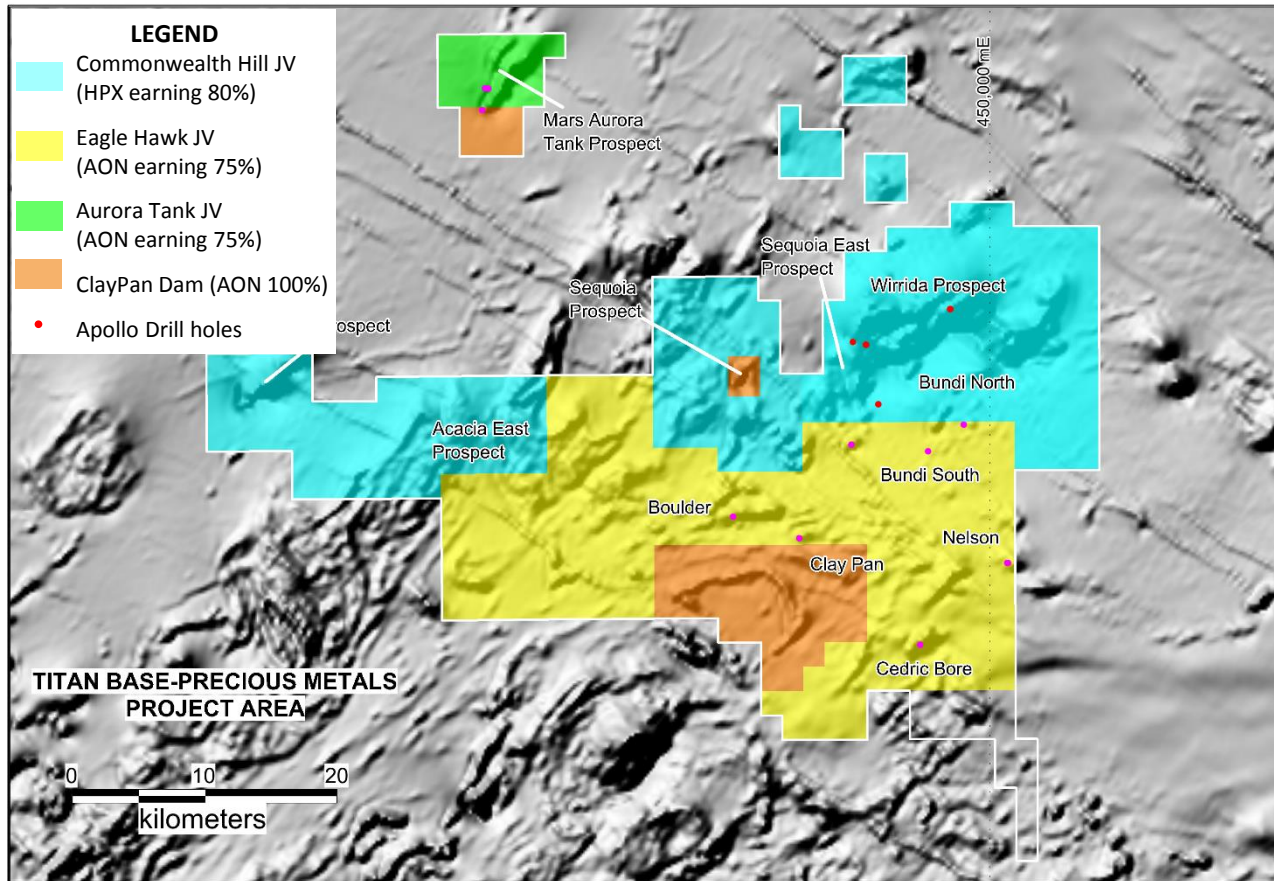 LEGEND
Commonwealth Hill JV
(HPX earning 80%)
Eagle Hawk JV
(AON earning 75%)
Aurora Tank JV
(AON earning 75%)
ClayPan Dam (AON 100%)
Apollo Drill holes
Mars Aurora
Tank Prospect
450,000 mE
Sequoia East
Prospect
Sequoia
Prospect
Wirrida Prospect
Bundi North
Acacia East
Prospect
Bundi South
Boulder
Nelson
Clay Pan
Cedric Bore
TITAN BASE-PRECIOUS METALS
PROJECT AREA
0 10 20
kilometers